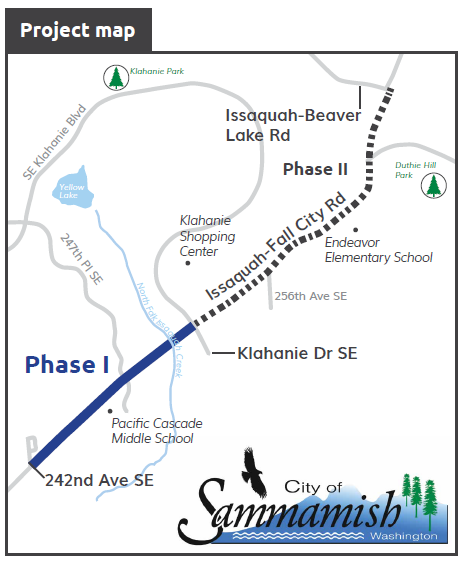 Project map
Klahanie Park
SE Klahanie Blvd
Issaquah-Beaver
Lake Rd
Phase II
Duthie Hill
Park
Yellow
Lake
Klahanie
Shopping
Center
Issaquah-Fall City Rd
Endeavor
Elementary School
247th Pl SE
256th Ave SE
North Fork Issaquah Creek
Klahanie Dr SE
Phase I
Pacific Cascade
Middle School
242nd Ave SE
City of
Sammamish
Washington